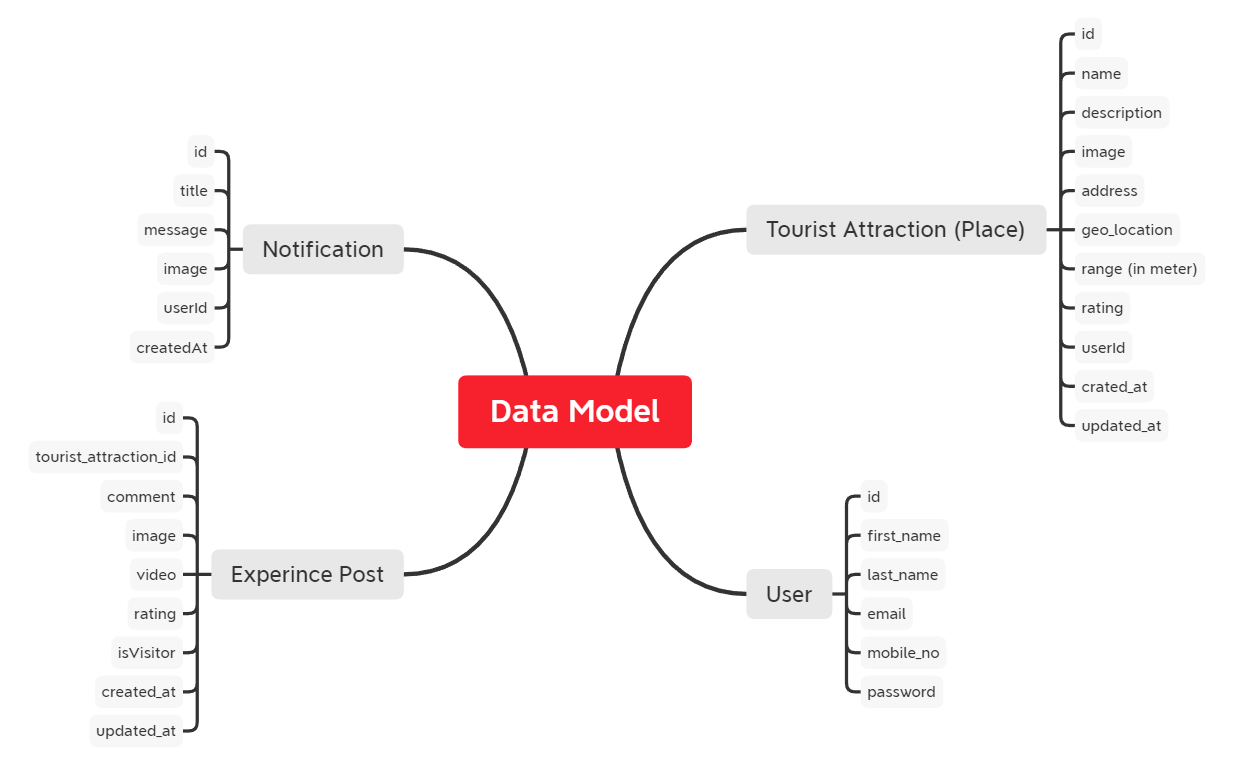 Data Model
Notification
id
title
message
image
userId
createdAt
Experince Post
id
tourist_attraction_id
comment
image
video
rating
isVisitor
created_at
updated_at
Tourist Attraction (Place)
id
name
description
image
address
geo_location
range (in meter)
rating
userId
crated_at
updated_at
User
id
first_name
last_name
email
mobile_no
password